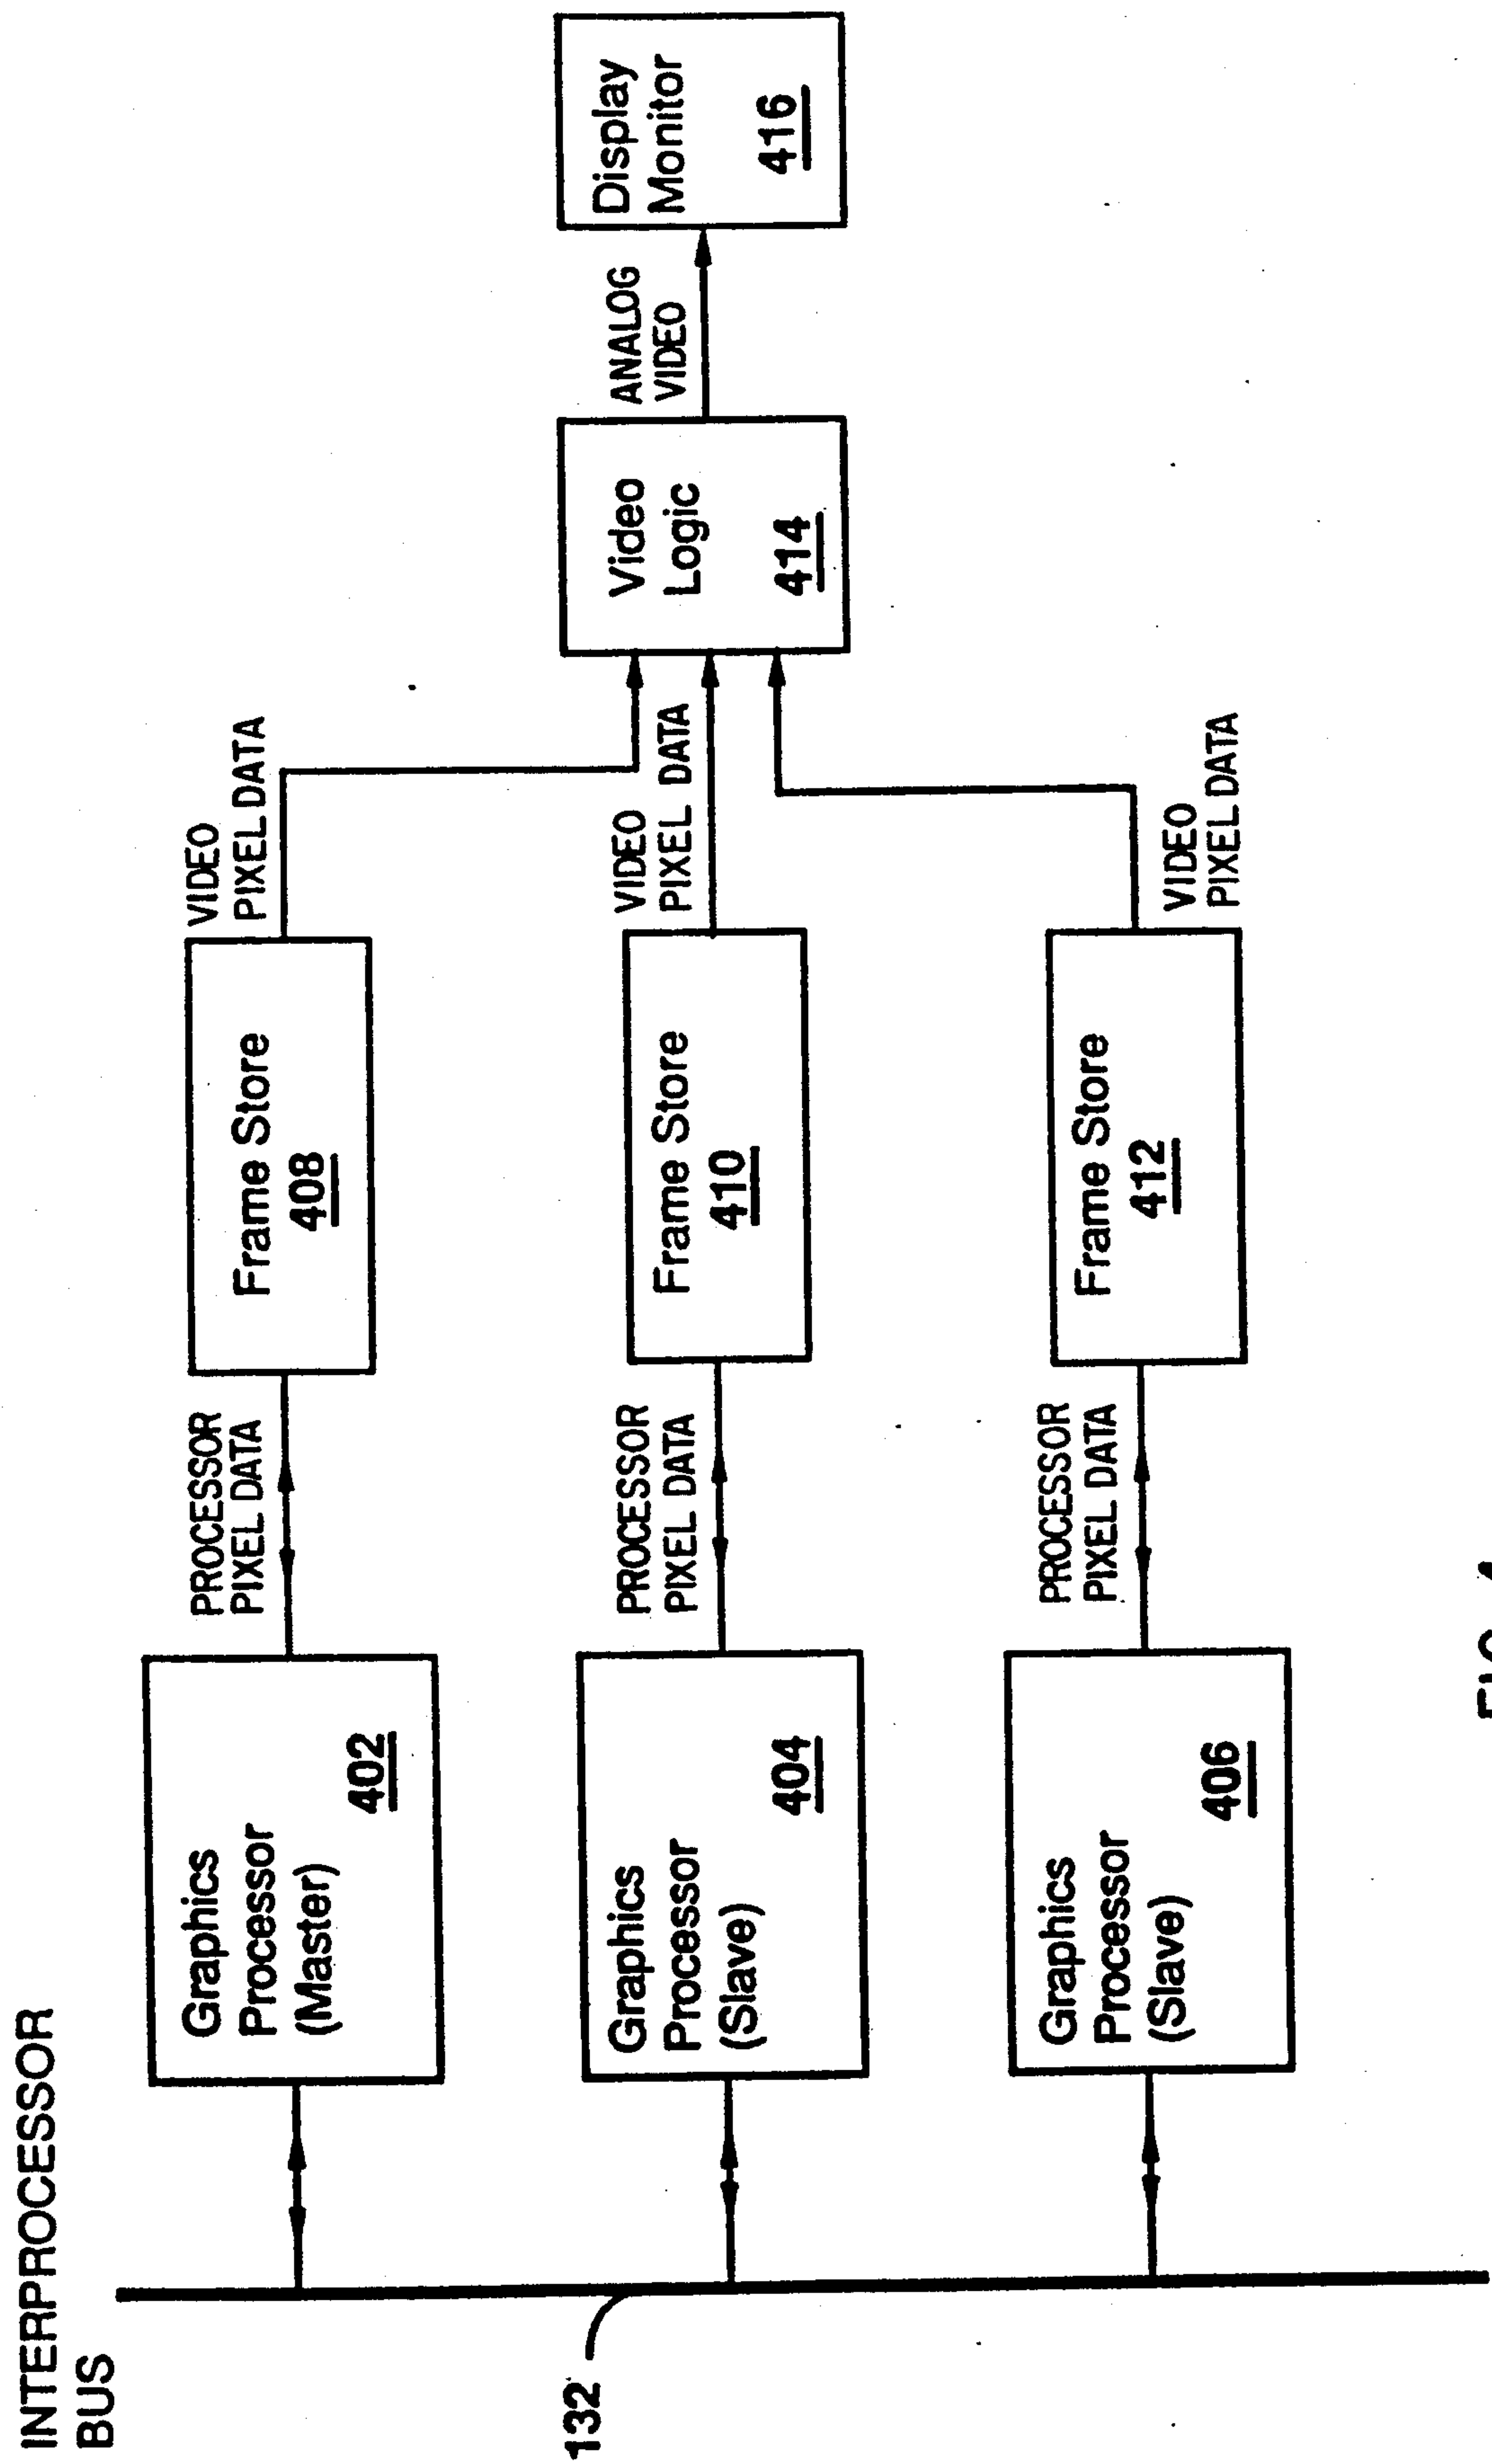 INTERPROCESSOR
BUS
132
Graphics
Processor
(Master)
402
PROCESSOR
PIXEL DATA
Frame Store
408
VIDEO
PIXEL DATA
Graphics
Processor
(Slave)
404
PROCESSOR
PIXEL DATA
Frame Store
410
VIDEO
PIXEL DATA
Video
Logic
414
ANALOG
VIDEO
Display
Monitor
416
Graphics
Processor
(Slave)
406
PROCESSOR
PIXEL DATA
Frame Store
412
VIDEO
PIXEL DATA